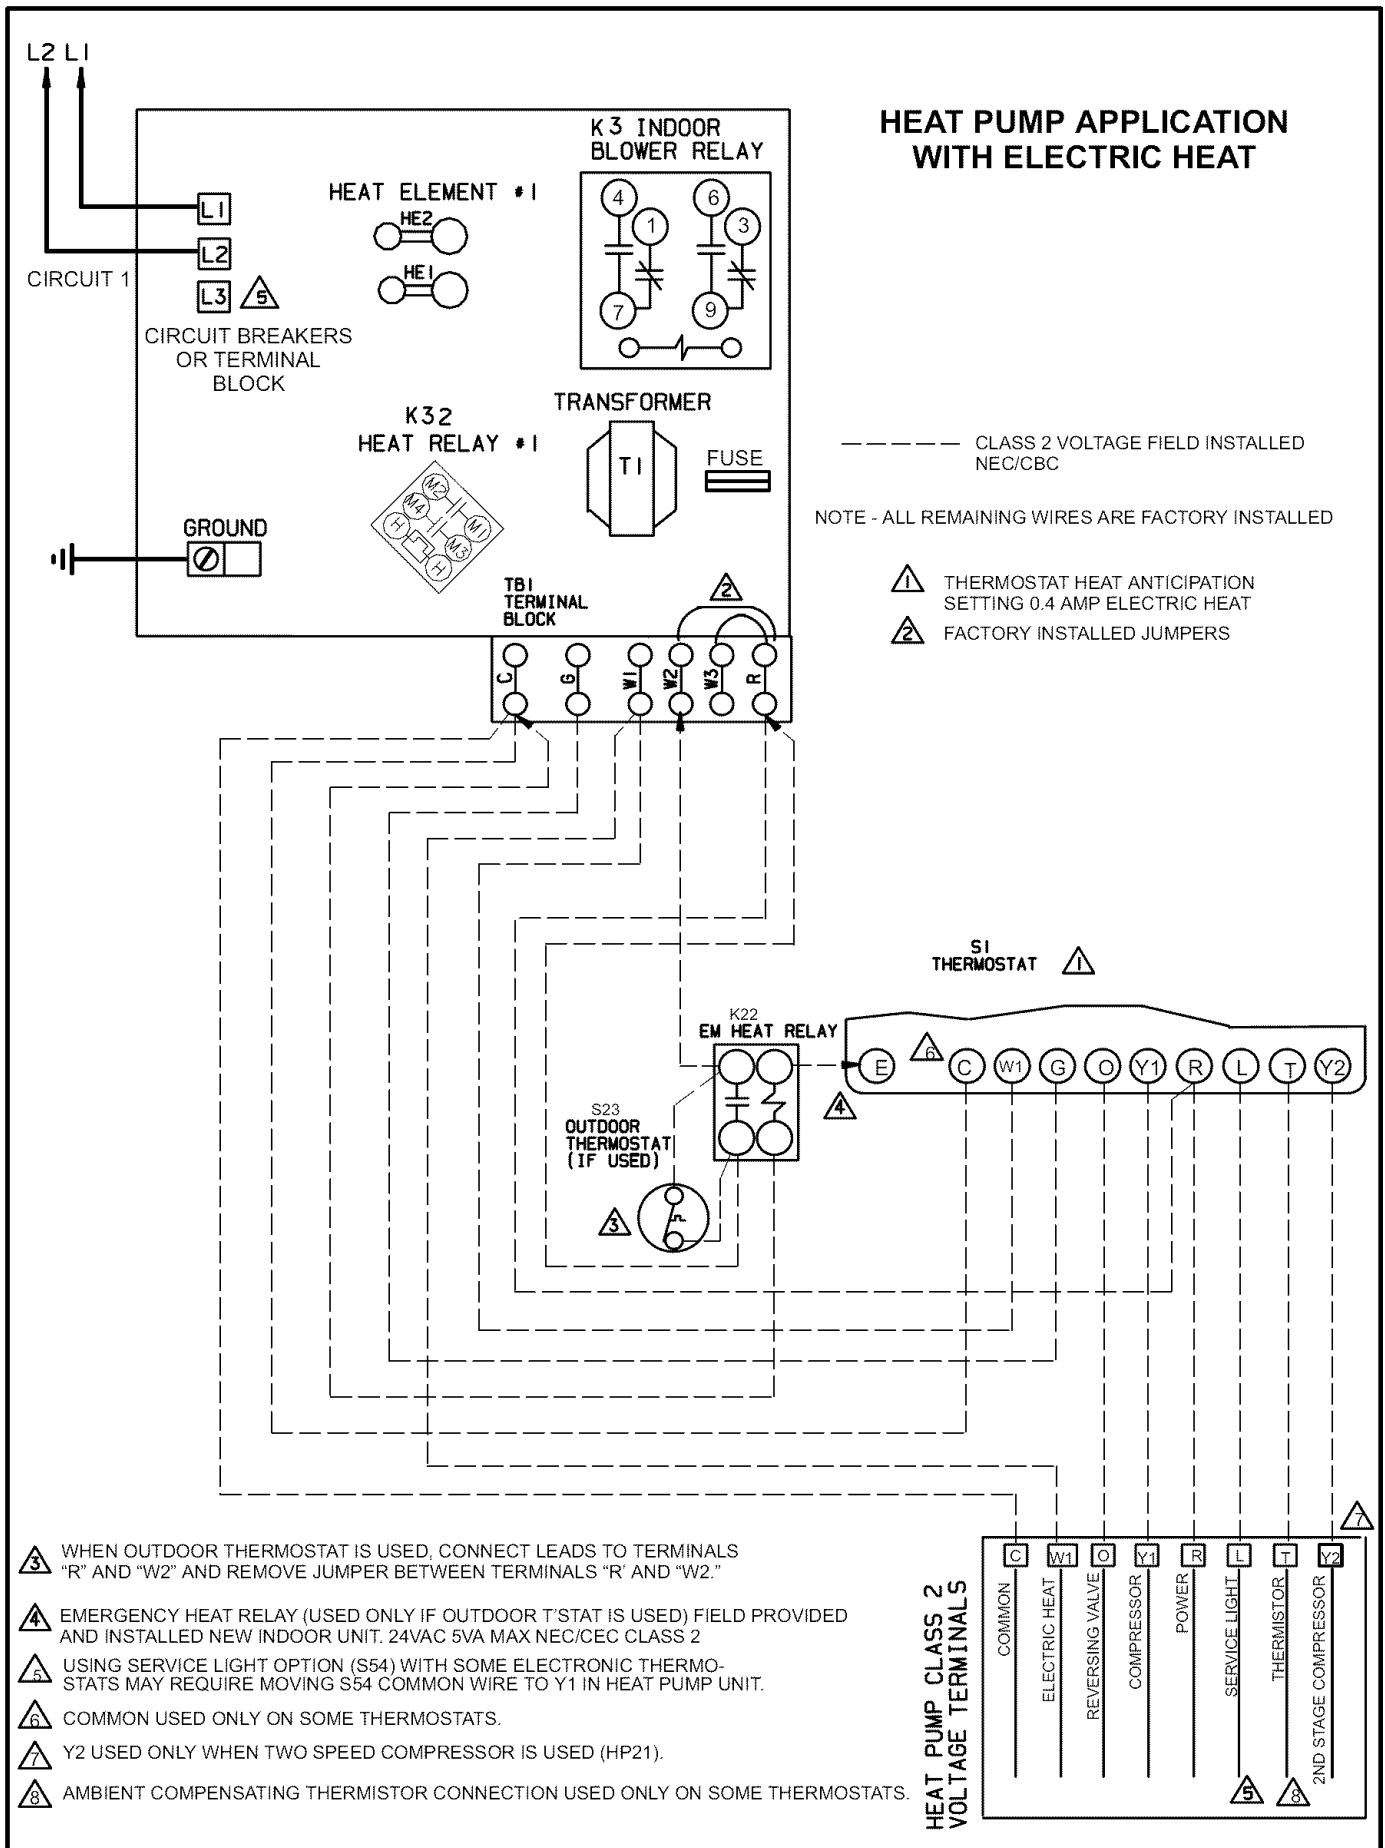 L2 L1
HEAT PUMP APPLICATION
WITH ELECTRIC HEAT
K3 INDOOR
BLOWER RELAY
4 6
1 3
7 9
HEAT ELEMENT #1
HE2
HE1
L1
L2
L3 5
CIRCUIT 1
CIRCUIT BREAKERS
OR TERMINAL
BLOCK
K32
HEAT RELAY #1
M2
M4 M1
H M3
H
TRANSFORMER
T1
FUSE
CLASS 2 VOLTAGE FIELD INSTALLED
NEC/CBC
NOTE - ALL REMAINING WIRES ARE FACTORY INSTALLED
1 THERMOSTAT HEAT ANTICIPATION
SETTING 0.4 AMP ELECTRIC HEAT
2 FACTORY INSTALLED JUMPERS
GROUND
TB1
TERMINAL
BLOCK
2
C G W1 W2 W3 R
S1
THERMOSTAT 1
K22
EM HEAT RELAY
E 6 C W1 G O Y1 R L T Y2
4
S23
OUTDOOR
THERMOSTAT
(IF USED)
3
3 WHEN OUTDOOR THERMOSTAT IS USED, CONNECT LEADS TO TERMINALS
“R” AND “W2” AND REMOVE JUMPER BETWEEN TERMINALS “R’ AND “W2.”
4 EMERGENCY HEAT RELAY (USED ONLY IF OUTDOOR T’STAT IS USED) FIELD PROVIDED
AND INSTALLED NEW INDOOR UNIT. 24VAC 5VA MAX NEC/CEC CLASS 2
5 USING SERVICE LIGHT OPTION (S54) WITH SOME ELECTRONIC THERMO-
STATS MAY REQUIRE MOVING S54 COMMON WIRE TO Y1 IN HEAT PUMP UNIT.
6 COMMON USED ONLY ON SOME THERMOSTATS.
7 Y2 USED ONLY WHEN TWO SPEED COMPRESSOR IS USED (HP21).
8 AMBIENT COMPENSATING THERMISTOR CONNECTION USED ONLY ON SOME THERMOSTATS.
HEAT PUMP CLASS 2
VOLTAGE TERMINALS
7
C W1 O Y1 R L T Y2
COMMON
ELECTRIC HEAT
REVERSING VALVE
COMPRESSOR
POWER
SERVICE LIGHT
THERMISTOR
2ND STAGE COMPRESSOR
5 8